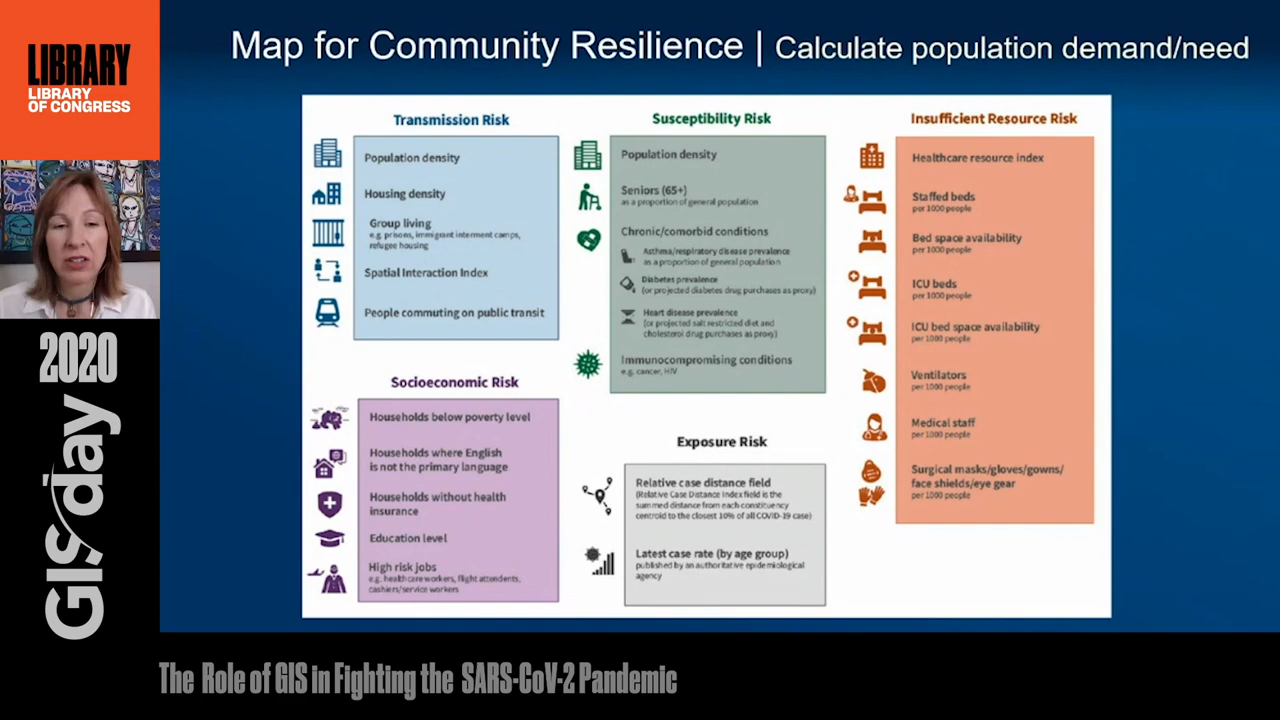 LIBRARY
LIBRARY
OF CONGRESS
2020
GISday
Map for Community Resilience | Calculate population demand/need
Transmission Risk
Population density
Housing density
Group living
e.g. prisons, immigrant interment camps,
refugee housing
Spatial Interaction Index
People commuting on public transit
Socioeconomic Risk
Households below poverty level
Households where English
is not the primary language
Households without health
insurance
Education level
High risk jobs
e.g. healthcare workers, flight attendents,
cashiers/service workers
Susceptibility Risk
Population density
Seniors (65+)
as a proportion of general population
Chronic/comorbid conditions
Asthma/respiratory disease prevalence
as a proportion of general population
Diabetes prevalence
(or projected diabetes drug purchases as proxy)
Heart disease prevalence
(or projected salt restricted diet and
cholesterol drug purchases as proxy)
Immunocompromising conditions
e.g. cancer, HIV
Exposure Risk
Relative case distance field
(Relative Case Distance Index field is the
summed distance from each constituency
centroid to the closest 10% of all COVID-19 case)
Latest case rate (by age group)
published by an authoritative epidemiological
agency
Insufficient Resource Risk
Healthcare resource index
Staffed beds
per 1000 people
Bed space availability
per 1000 people
ICU beds
per 1000 people
ICU bed space availability
per 1000 people
Ventilators
per 1000 people
Medical staff
per 1000 people
Surgical masks/gloves/gowns/
face shields/eye gear
per 1000 people
The Role of GIS in Fighting the SARS-CoV-2 Pandemic